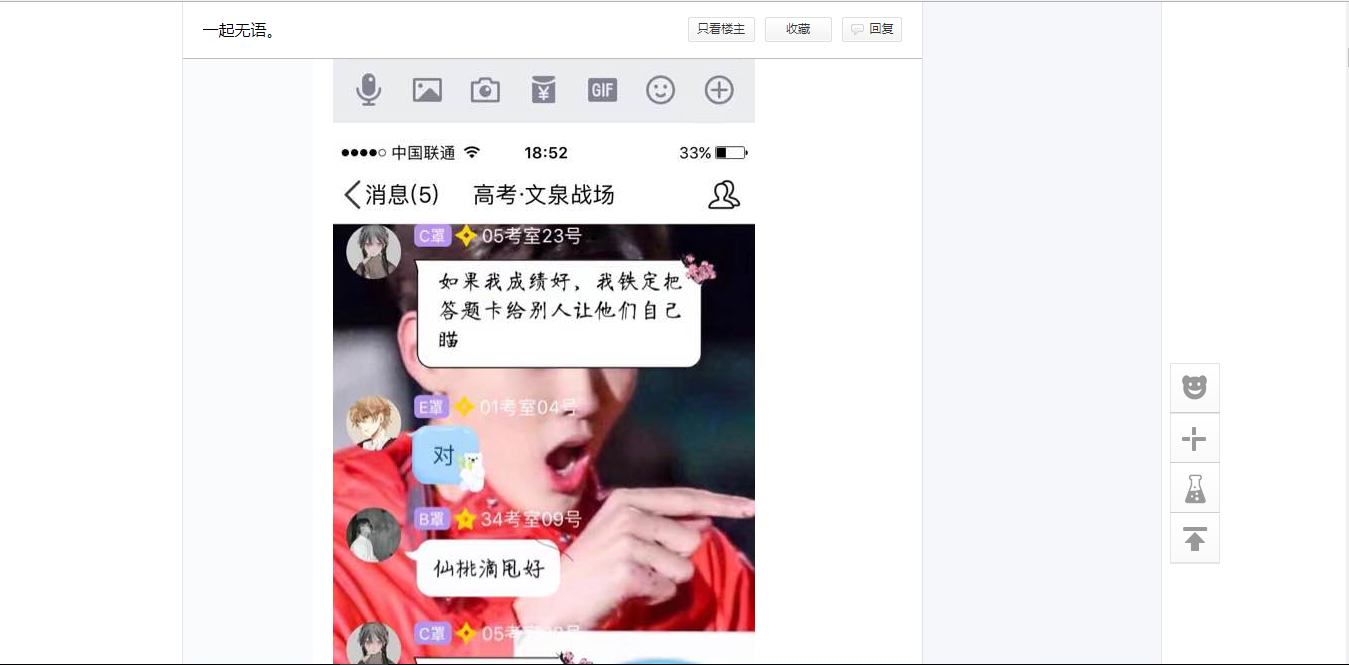 一起无语。
只看楼主
收藏
回复
GIF
中国联通
18:52
33%
消息(5)
高考·文泉战场
C罩
05考室23号
如果我成绩好，我铁定把
答题卡给别人让他们自己
瞄
E罩
01考室04号
对
B罩
34考室09号
仙桃滴甩好
C罩